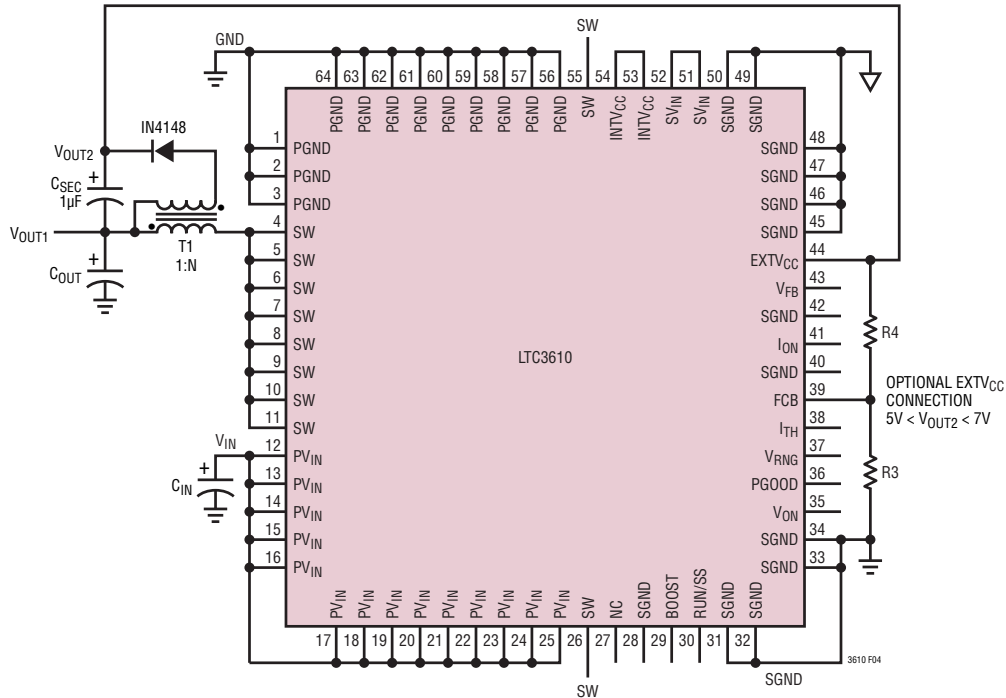 SW
GND
64 63 62 61 60 59 58 57 56 55 54 53 52 51 50 49
PGND PGND PGND PGND PGND PGND PGND PGND PGND SW INTVCC INTVCC SVIN SVIN SGND SGND
IN4148
VOUT2
+
CSEC
1µF
VOUT1
T1
1:N
+
COUT
1 PGND
2 PGND
3 PGND
4 SW
5 SW
6 SW
7 SW
8 SW
9 SW
10 SW
11 SW
VIN
12 PVIN
+
CIN
13 PVIN
14 PVIN
15 PVIN
16 PVIN
LTC3610
SGND 48
SGND 47
SGND 46
SGND 45
EXTVCC 44
VFB 43
SGND 42
ION 41
SGND 40
FCB 39
ITH 38
VRNG 37
PGOOD 36
VON 35
SGND 34
SGND 33
R4
OPTIONAL EXTVCC
CONNECTION
5V < VOUT2 < 7V
R3
PVIN PVIN PVIN PVIN PVIN PVIN PVIN PVIN PVIN SW NC SGND BOOST RUN/SS SGND SGND
17 18 19 20 21 22 23 24 25 26 27 28 29 30 31 32
3610 F04
SGND
SW